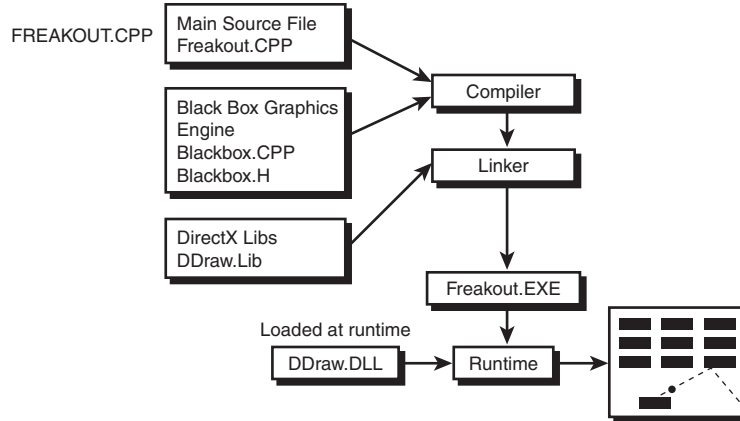 FREAKOUT.CPP
Main Source File
Freakout.CPP
Compiler
Black Box Graphics
Engine
Blackbox.CPP
Blackbox.H
Linker
DirectX Libs
DDraw.Lib
Freakout.EXE
Loaded at runtime
DDraw.DLL
Runtime